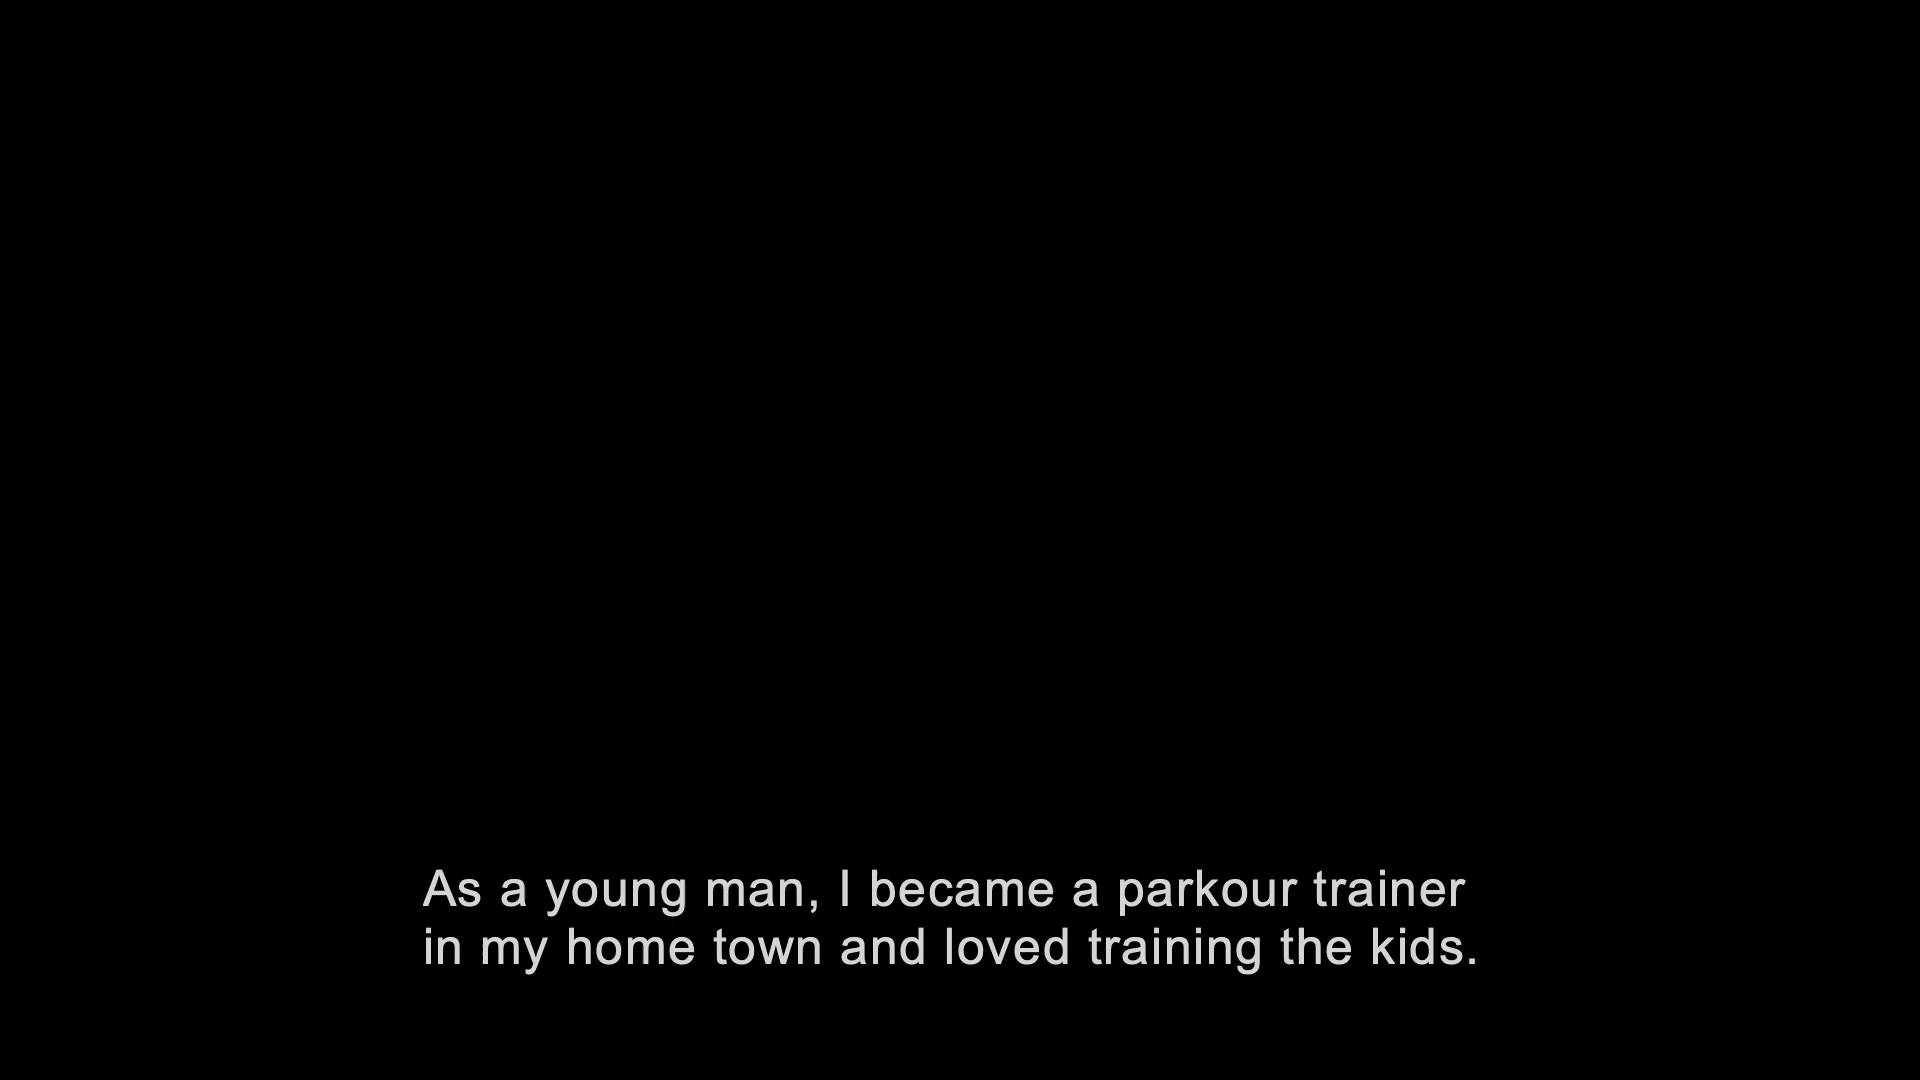 As a young man, I became a parkour trainer
in my home town and loved training the kids.